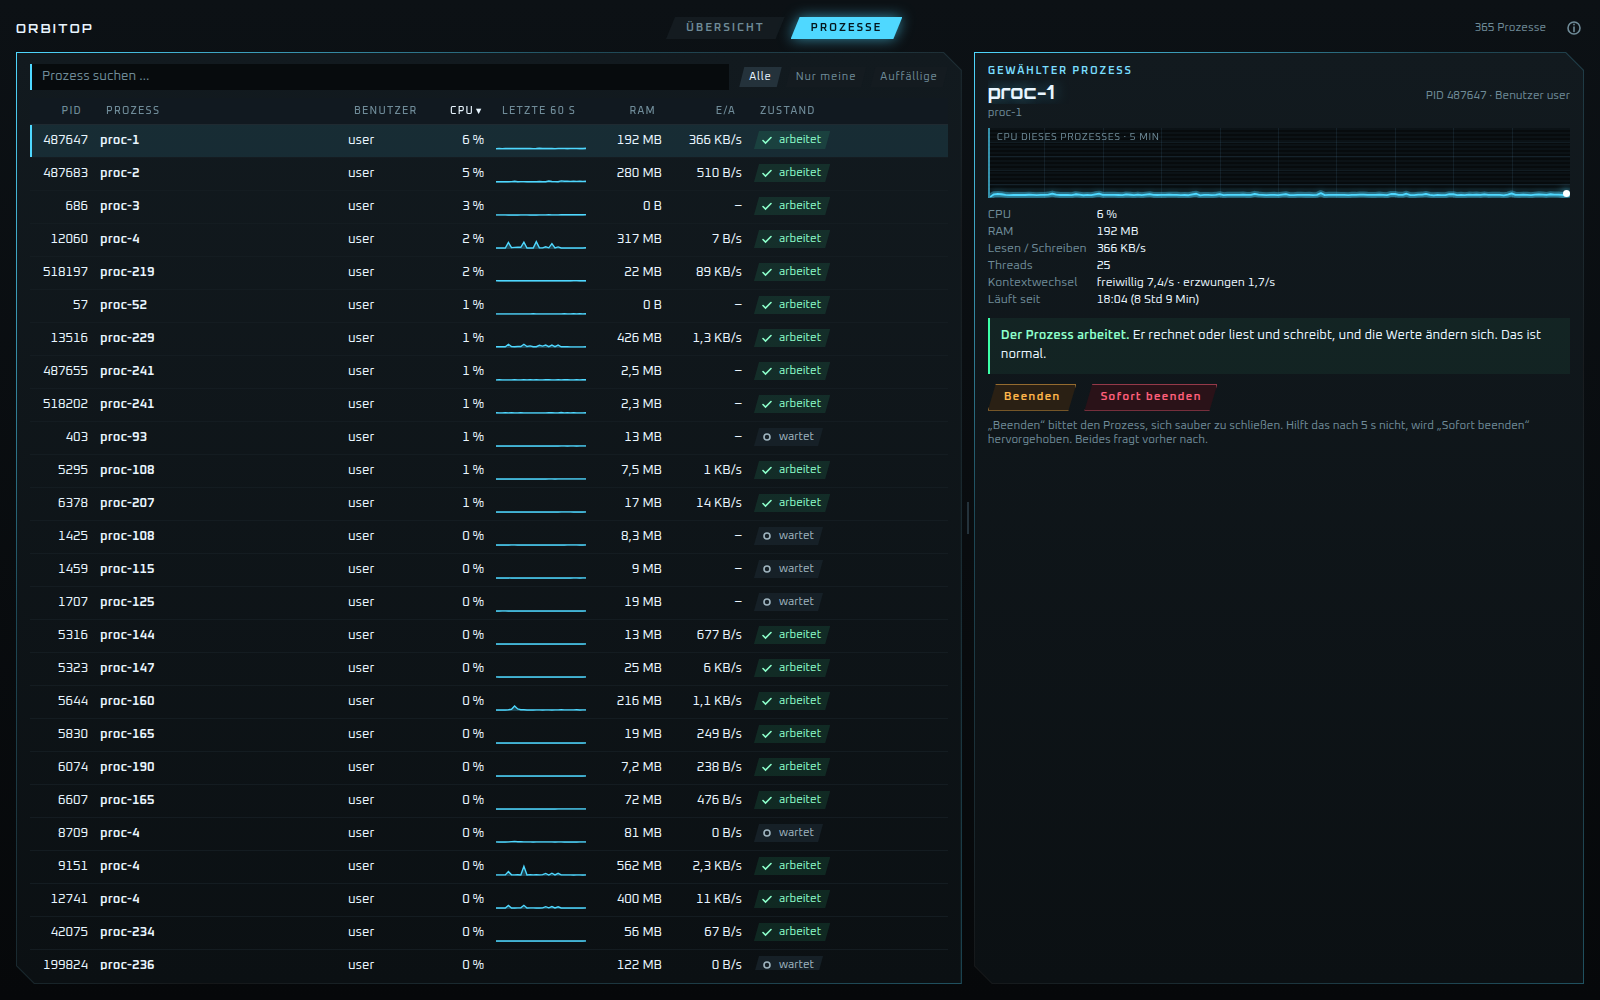 ORBITOP
ÜBERSICHT
PROZESSE
365 Prozesse
Prozess suchen ...
Alle
Nur meine
Auffällige
PID PROZESS BENUTZER CPU ▾ LETZTE 60 S RAM E/A ZUSTAND
487647 proc-1 user 6 % 192 MB 366 KB/s arbeitet
487683 proc-2 user 5 % 280 MB 510 B/s arbeitet
686 proc-3 user 3 % 0 B – arbeitet
12060 proc-4 user 2 % 317 MB 7 B/s arbeitet
518197 proc-219 user 2 % 22 MB 89 KB/s arbeitet
57 proc-52 user 1 % 0 B – arbeitet
13516 proc-229 user 1 % 426 MB 1,3 KB/s arbeitet
487655 proc-241 user 1 % 2,5 MB – arbeitet
518202 proc-241 user 1 % 2,3 MB – arbeitet
403 proc-93 user 1 % 13 MB – wartet
5295 proc-108 user 1 % 7,5 MB 1 KB/s arbeitet
6378 proc-207 user 1 % 17 MB 14 KB/s arbeitet
1425 proc-108 user 0 % 8,3 MB – wartet
1459 proc-115 user 0 % 9 MB – wartet
1707 proc-125 user 0 % 19 MB – wartet
5316 proc-144 user 0 % 13 MB 677 B/s arbeitet
5323 proc-147 user 0 % 25 MB 6 KB/s arbeitet
5644 proc-160 user 0 % 216 MB 1,1 KB/s arbeitet
5830 proc-165 user 0 % 19 MB 249 B/s arbeitet
6074 proc-190 user 0 % 7,2 MB 238 B/s arbeitet
6607 proc-165 user 0 % 72 MB 476 B/s arbeitet
8709 proc-4 user 0 % 81 MB 0 B/s wartet
9151 proc-4 user 0 % 562 MB 2,3 KB/s arbeitet
12741 proc-4 user 0 % 400 MB 11 KB/s arbeitet
42075 proc-234 user 0 % 56 MB 67 B/s arbeitet
199824 proc-236 user 0 % 122 MB 0 B/s wartet
GEWÄHLTER PROZESS
proc-1
PID 487647 · Benutzer user
proc-1
CPU DIESES PROZESSES · 5 MIN
CPU 6 %
RAM 192 MB
Lesen / Schreiben 366 KB/s
Threads 25
Kontextwechsel freiwillig 7,4/s · erzwungen 1,7/s
Läuft seit 18:04 (8 Std 9 Min)
Der Prozess arbeitet. Er rechnet oder liest und schreibt, und die Werte ändern sich. Das ist
normal.
Beenden
Sofort beenden
„Beenden“ bittet den Prozess, sich sauber zu schließen. Hilft das nach 5 s nicht, wird „Sofort beenden“
hervorgehoben. Beides fragt vorher nach.